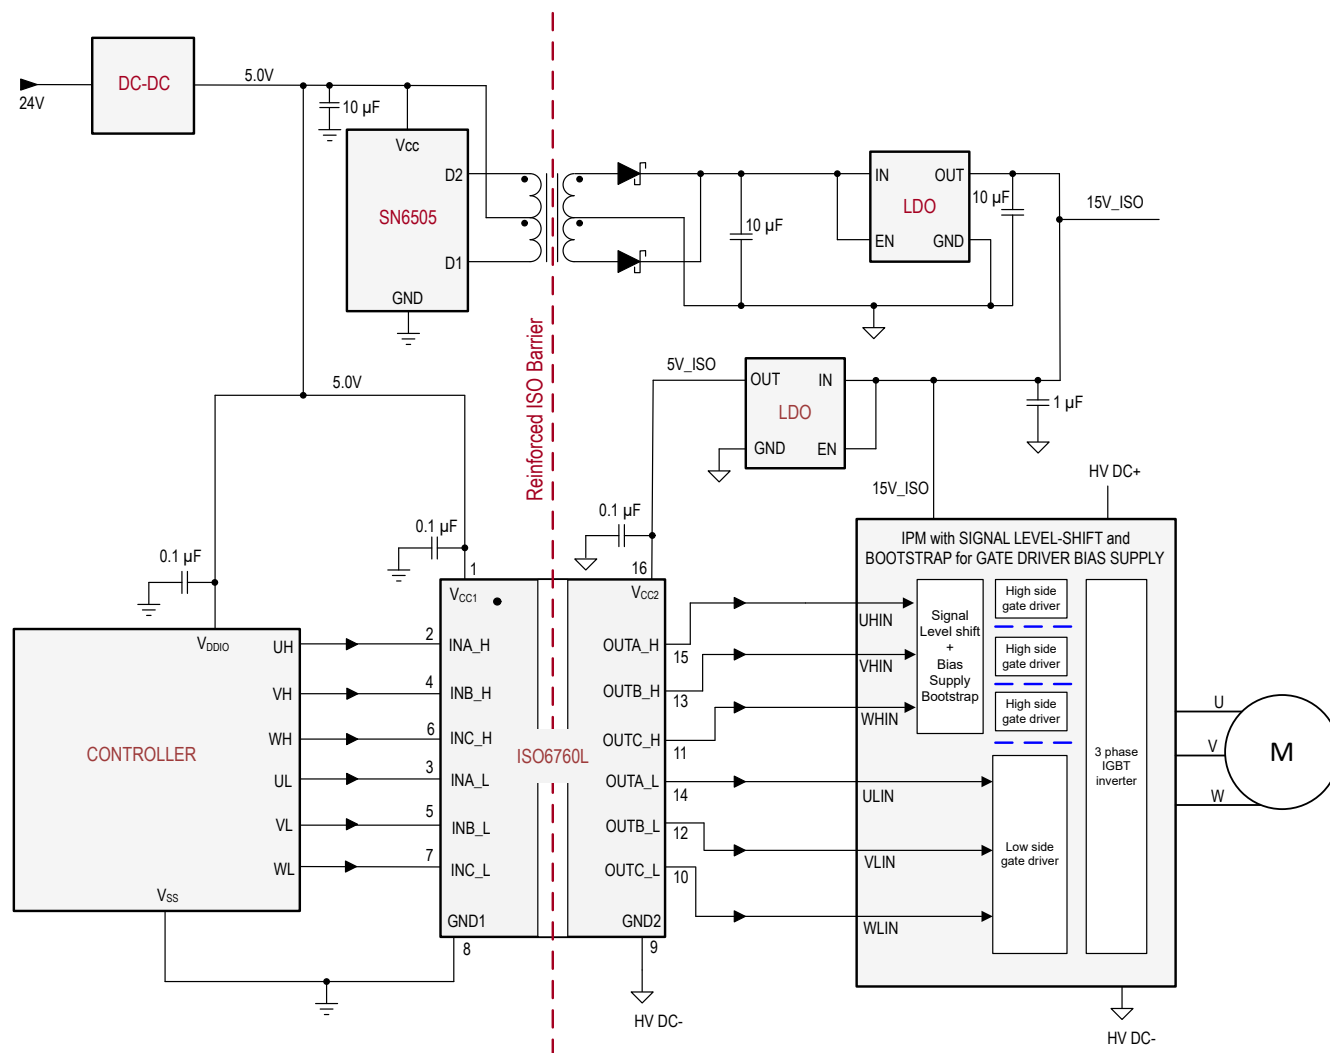 DC-DC
24V
5.0V
10 µF
Vcc
D2
SN6505
D1
GND
10 µF
IN
OUT
LDO
EN
GND
10 µF
15V_ISO
Reinforced ISO Barrier
5V_ISO
OUT
IN
LDO
GND
EN
1 µF
15V_ISO
HV DC+
5.0V
0.1 µF
0.1 µF
0.1 µF
1
16
VDDIO
UH
VH
WH
UL
VL
WL
CONTROLLER
VSS
2
4
6
3
5
7
VCC1
INA_H
INB_H
INC_H
INA_L
INB_L
INC_L
GND1
8
ISO6760L
VCC2
OUTA_H
OUTB_H
OUTC_H
OUTA_L
OUTB_L
OUTC_L
GND2
15
13
11
14
12
10
9
HV DC-
IPM with SIGNAL LEVEL-SHIFT and
BOOTSTRAP for GATE DRIVER BIAS SUPPLY
UHIN
VHIN
WHIN
ULIN
VLIN
WLIN
Signal
Level shift
+
Bias
Supply
Bootstrap
High side
gate driver
High side
gate driver
High side
gate driver
Low side
gate driver
3 phase
IGBT
inverter
U
V
W
M
HV DC-